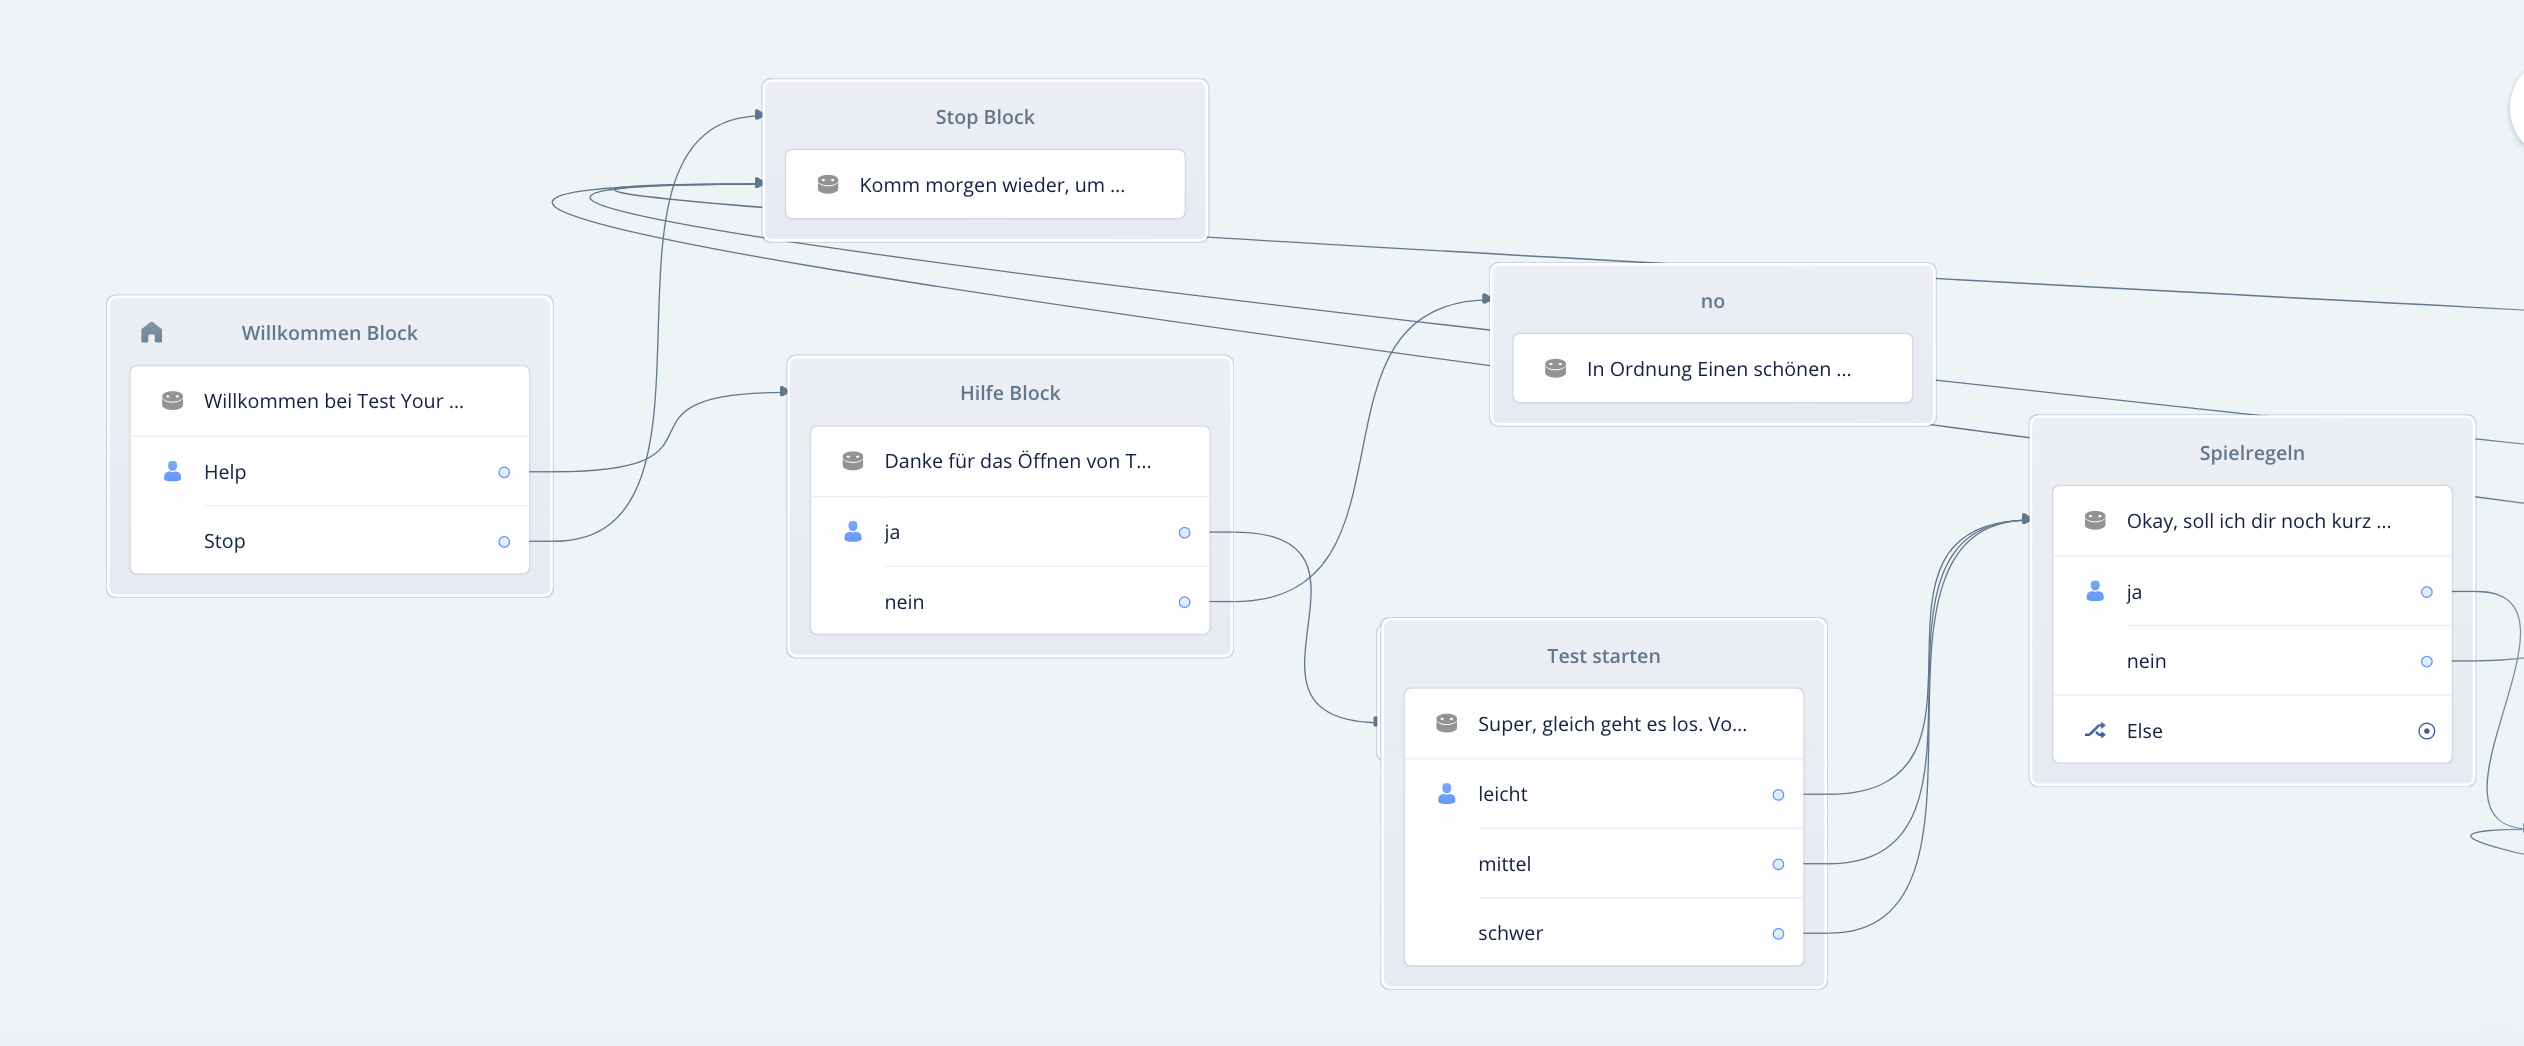 Stop Block
Komm morgen wieder, um ...
Willkommen Block
Willkommen bei Test Your ...
Help
Stop
Hilfe Block
Danke für das Öffnen von T...
ja
nein
no
In Ordnung Einen schönen ...
Test starten
Super, gleich geht es los. Vo...
leicht
mittel
schwer
Spielregeln
Okay, soll ich dir noch kurz ...
ja
nein
Else